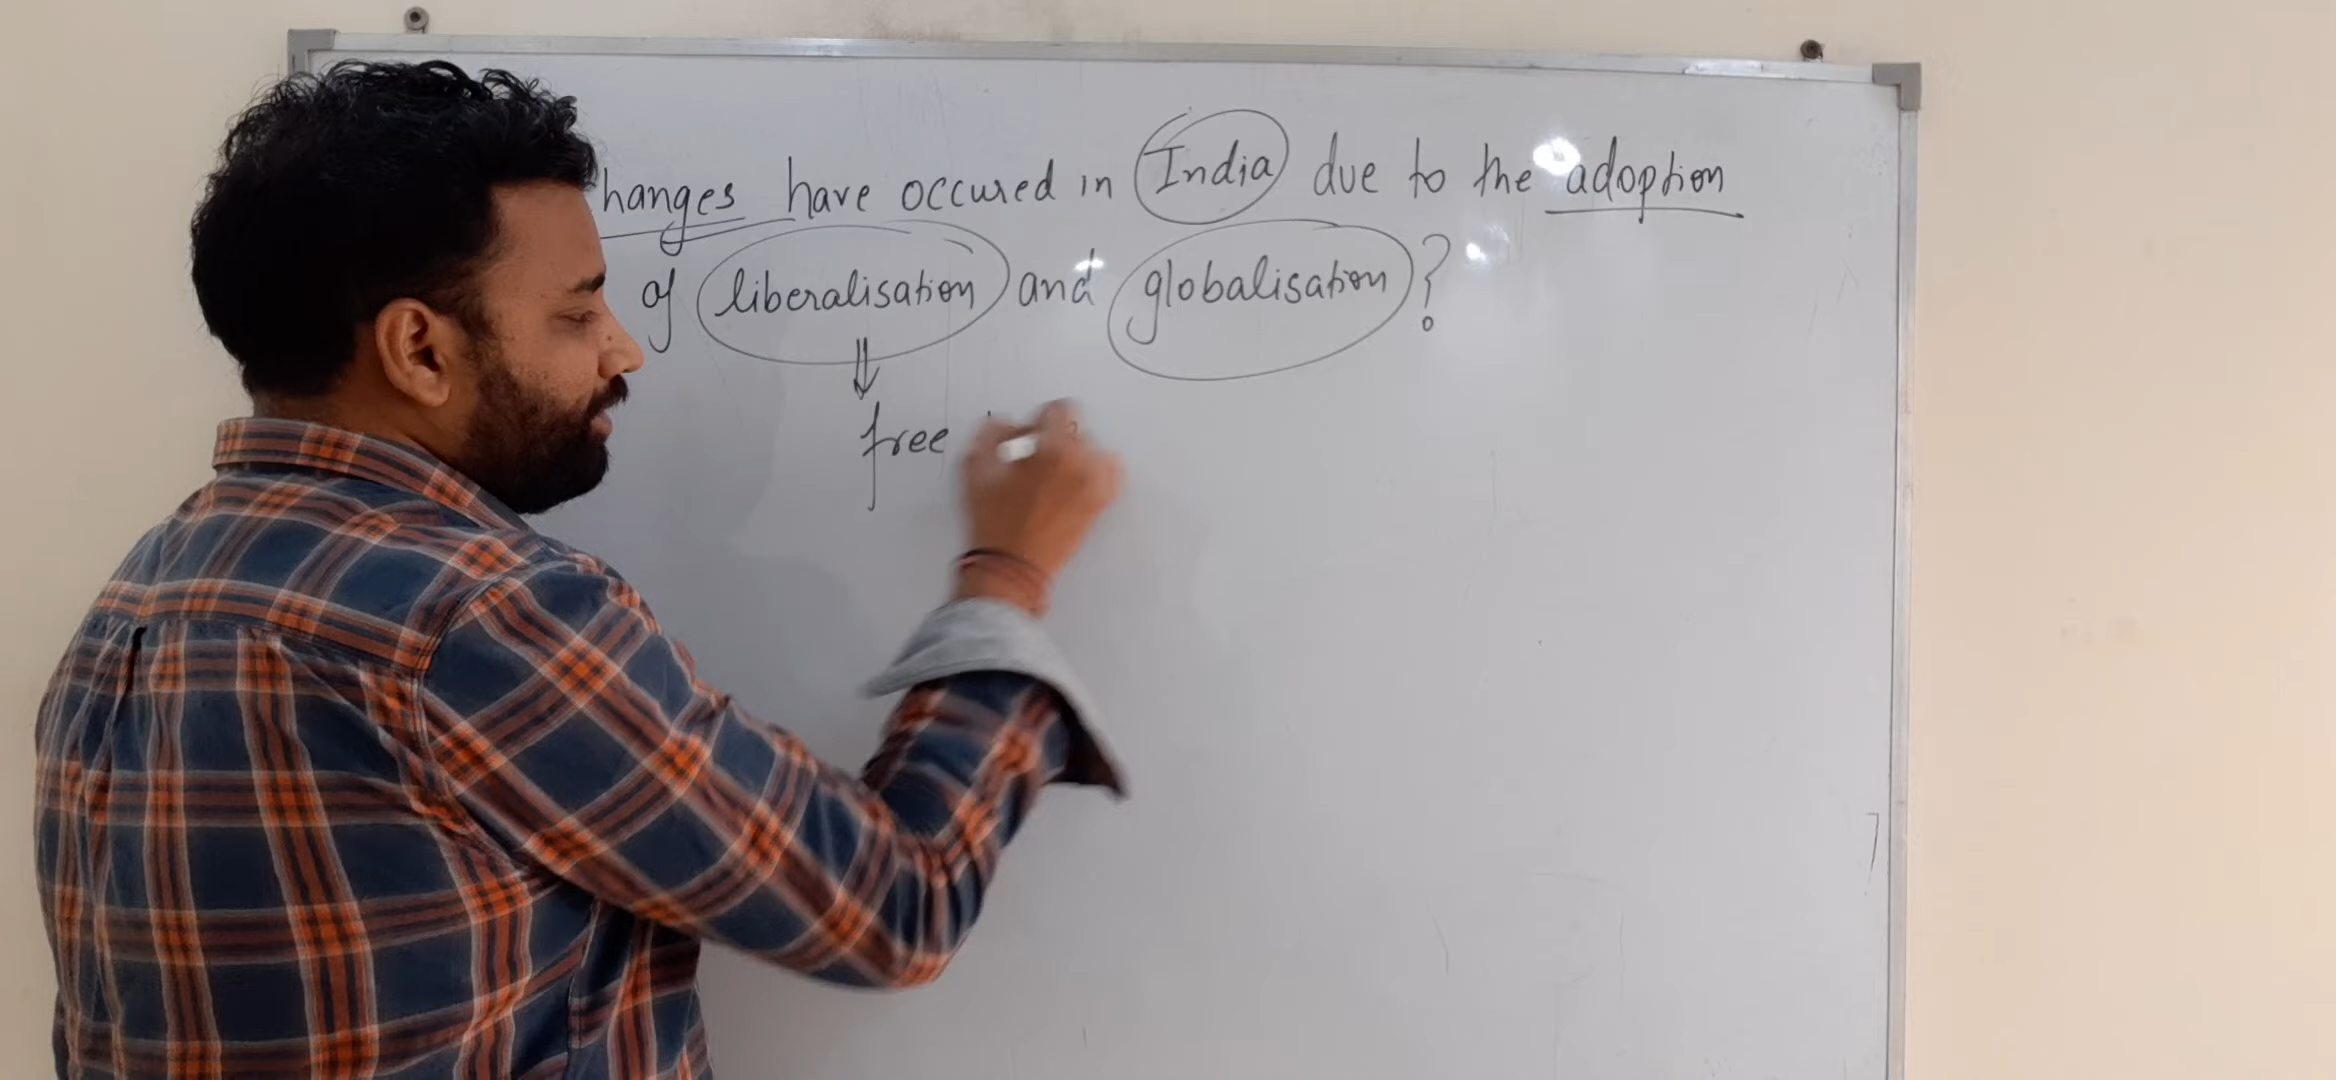 hanges have occured in India due to the adoption
of liberalisation and globalisation?
free